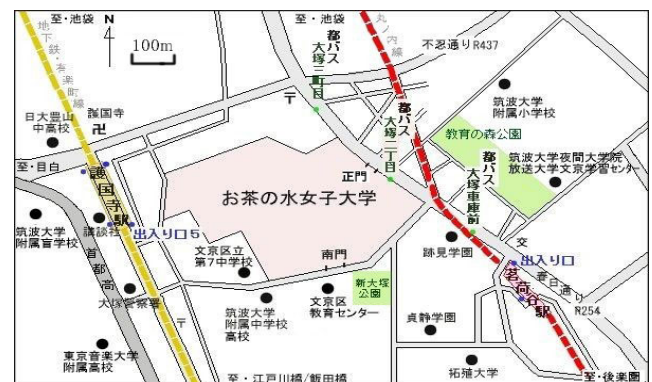 至・池袋
至・池袋
N
100m
地下鉄・有楽町線
丸ノ内線
不忍通り R437
都バス
大塚三町目
〒
都バス
大塚二丁目
日大豊山
中高校
護国寺
卍
筑波大学
附属小学校
教育の森公園
至・目白
正門
都バス
大塚車庫前
筑波大学夜間大学院
放送大学文京学習センター
護国寺駅
お茶の水女子大学
筑波大学
附属盲学校
講談社
出入り口5
首都高
文京区立
第7中学校
南門
跡見学園
交
出入り口
春日通り
R254
茗荷谷駅
大塚警察署
〒
筑波大学
附属中学校
高校
文京区
教育センター
新大塚
公園
貞静学園
東京音楽大学
附属高校
拓殖大学
至・江戸川橋/飯田橋
至・後楽園